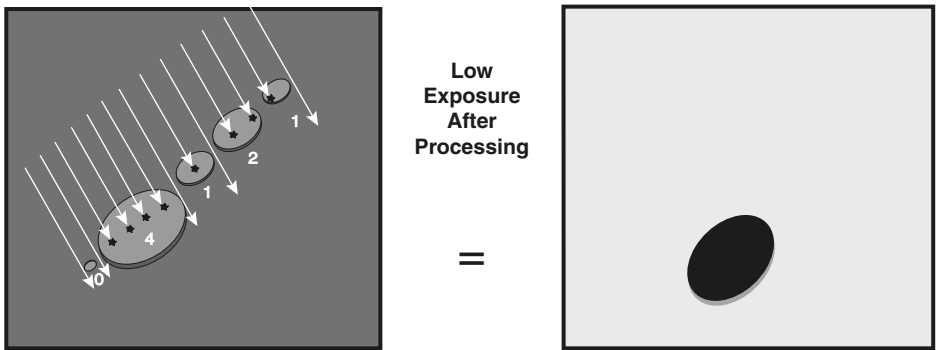 1
2
1
4
0
Low
Exposure
After
Processing
=